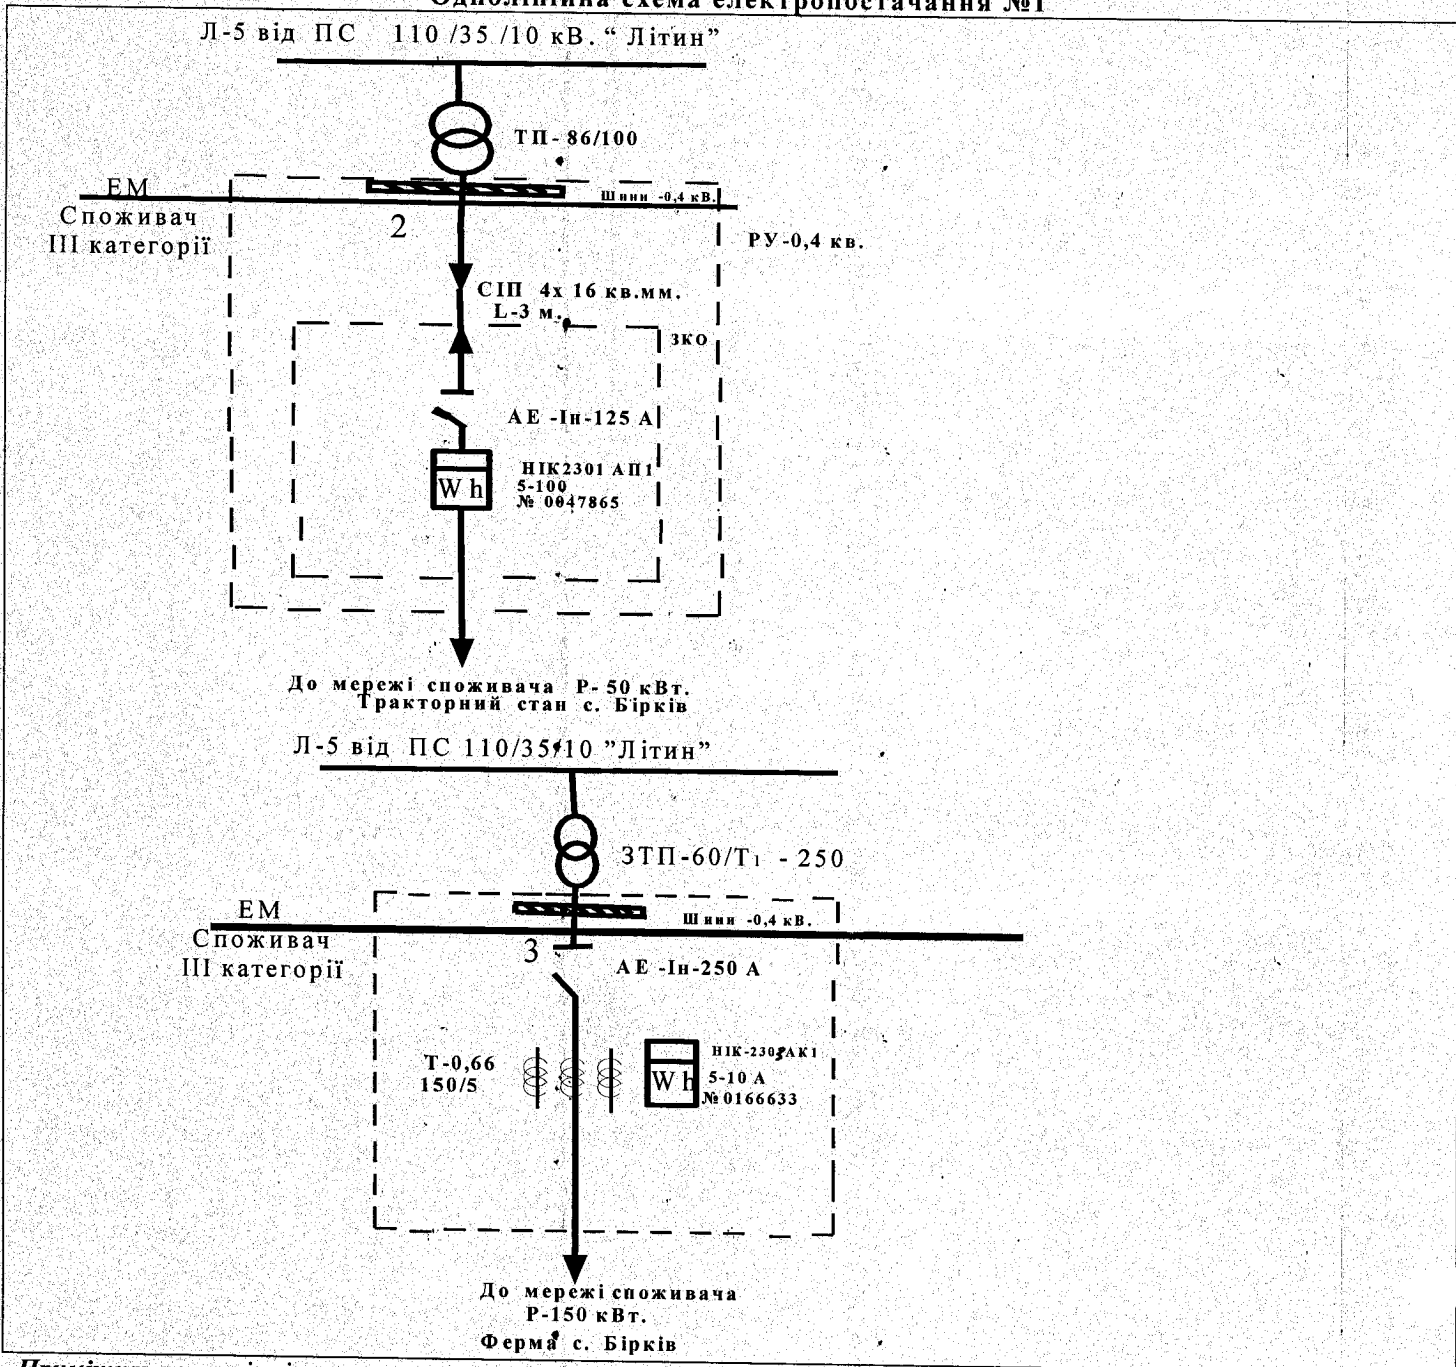 Однолінійна схема електропостачання №1
Л-5 від ПС 110 /35 /10 кВ. “ Літин”
ТП- 86/100
ЕМ
Шини -0,4 кВ.
Споживач
ІІІ категорії
2
РУ-0,4 кв.
СІП 4х 16 кв.мм.
L-3 м.
зко
АЕ -Ін-125 А
НІК2301 АП1
5-100
№ 0047865
W h
До мережі споживача Р- 50 кВт.
Тракторний стан с. Бірків
Л-5 від ПС 110/35/10 ”Літин”
ЗТП-60/Т1 - 250
ЕМ
Шини -0,4 кВ.
Споживач
ІІІ категорії
3
АЕ -Ін-250 А
Т-0,66
150/5
W h
5-10 А
№ 0166633
До мережі споживача
Р-150 кВт.
Ферма с. Бірків